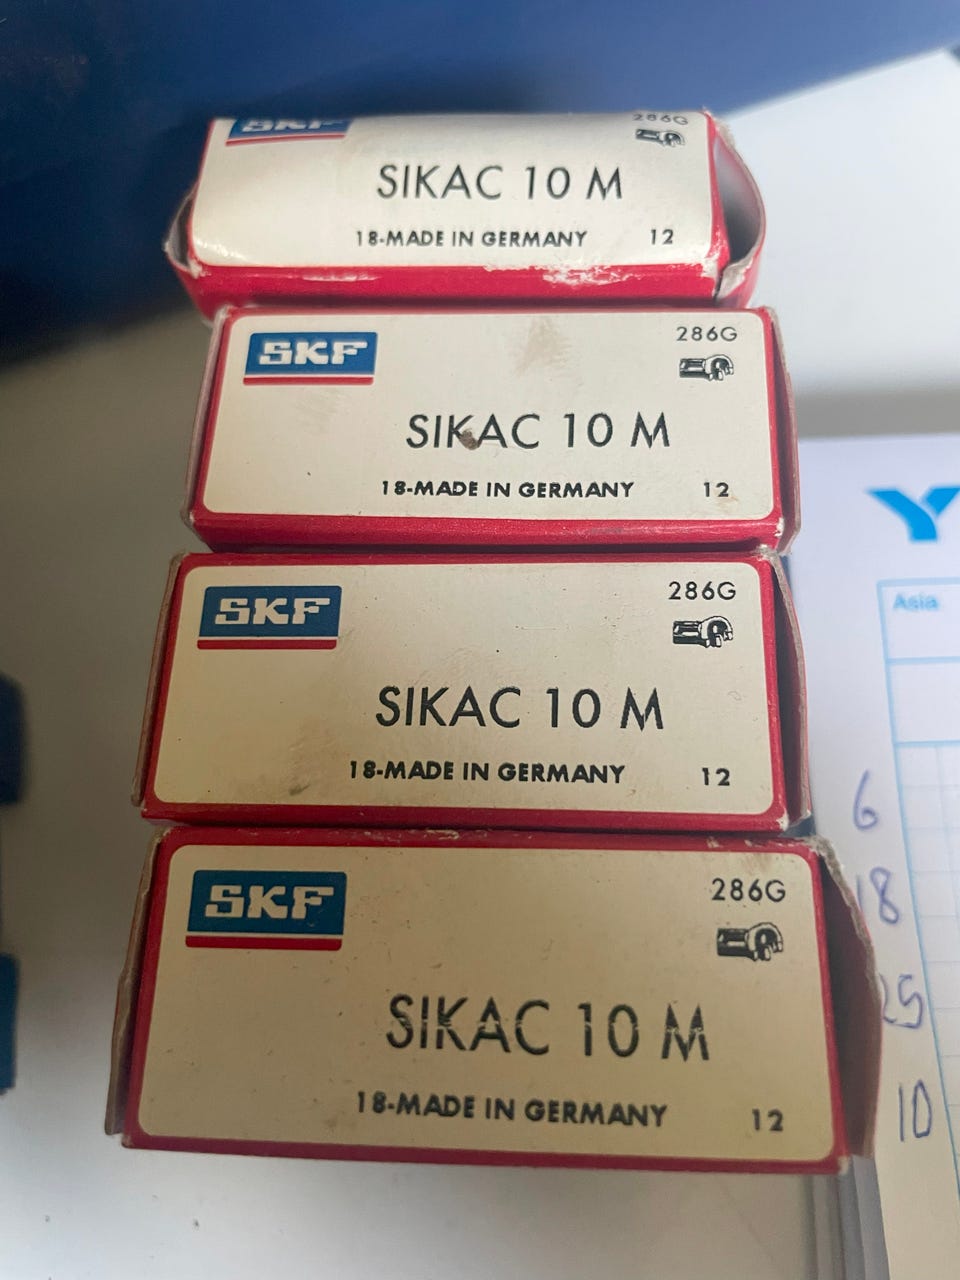 SKF
286G
SIKAC 10 M
18-MADE IN GERMANY 12
SKF
286G
SIKAC 10 M
18-MADE IN GERMANY 12
SKF
286G
SIKAC 10 M
18-MADE IN GERMANY 12
SKF
286G
SIKAC 10 M
18-MADE IN GERMANY 12
Y
Asia
6
18
25
10